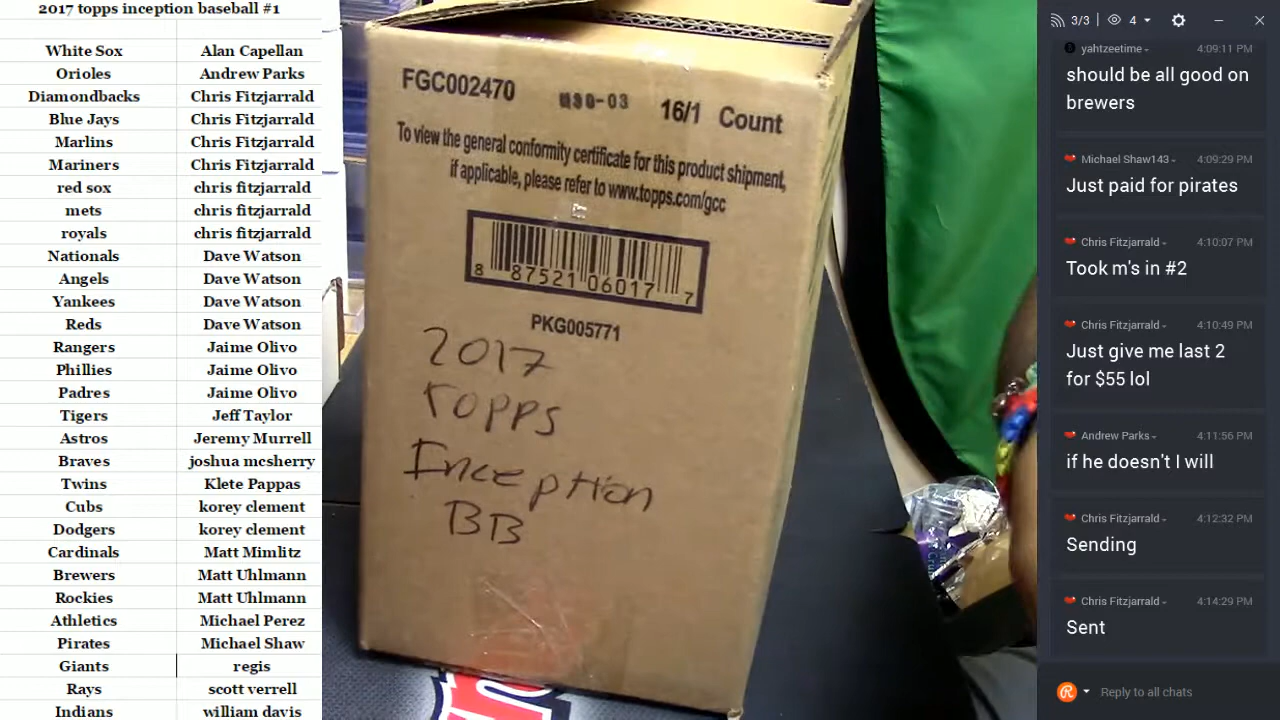 2017 topps inception baseball #1
White Sox Alan Capellan
Orioles Andrew Parks
Diamondbacks Chris Fitzjarrald
Blue Jays Chris Fitzjarrald
Marlins Chris Fitzjarrald
Mariners Chris Fitzjarrald
red sox chris fitzjarrald
mets chris fitzjarrald
royals chris fitzjarrald
Nationals Dave Watson
Angels Dave Watson
Yankees Dave Watson
Reds Dave Watson
Rangers Jaime Olivo
Phillies Jaime Olivo
Padres Jaime Olivo
Tigers Jeff Taylor
Astros Jeremy Murrell
Braves joshua mcsherry
Twins Klete Pappas
Cubs korey clement
Dodgers korey clement
Cardinals Matt Mimlitz
Brewers Matt Uhlmann
Rockies Matt Uhlmann
Athletics Michael Perez
Pirates Michael Shaw
Giants regis
Rays scott verrell
Indians william davis
FGC002470 16/1 Count
To view the general conformity certificate for this product shipment,
if applicable, please refer to www.topps.com/gcc
8 87521 06017 7
PKG005771
2017
TOPPS
Inception
BB
3/3 4
yahtzeetime 4:09:11 PM
should be all good on
brewers
Michael Shaw143 4:09:29 PM
Just paid for pirates
Chris Fitzjarrald 4:10:07 PM
Took m's in #2
Chris Fitzjarrald 4:10:49 PM
Just give me last 2
for $55 lol
Andrew Parks 4:11:56 PM
if he doesn't I will
Chris Fitzjarrald 4:12:32 PM
Sending
Chris Fitzjarrald 4:14:29 PM
Sent
Reply to all chats